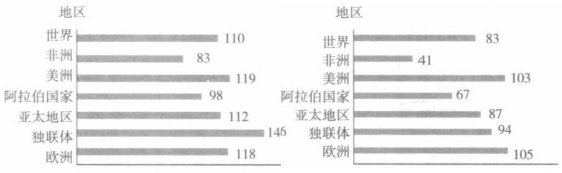 地区
世界 110
非洲 83
美洲 119
阿拉伯国家 98
亚太地区 112
独联体 146
欧洲 118
地区
世界 83
非洲 41
美洲 103
阿拉伯国家 67
亚太地区 87
独联体 94
欧洲 105